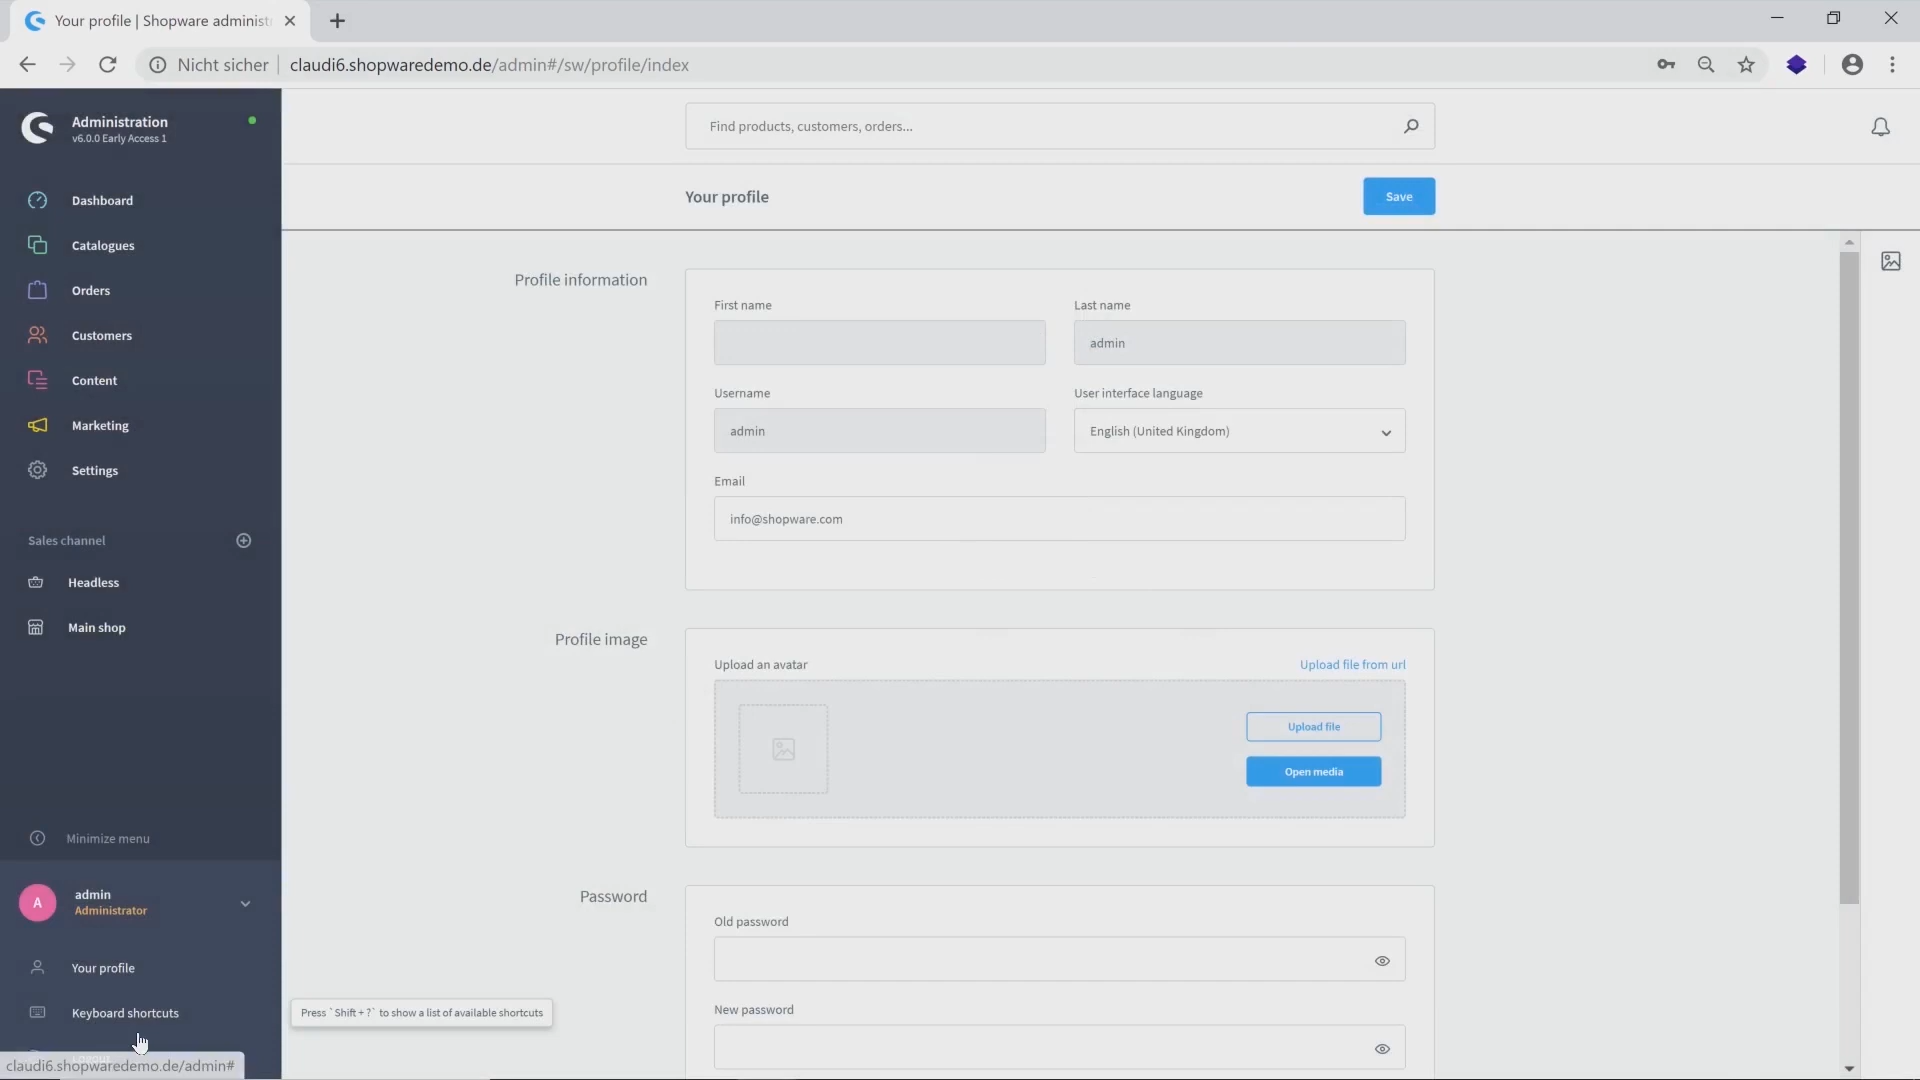 Your profile | Shopware administ
Nicht sicher
claudi6.shopwaredemo.de/admin#/sw/profile/index
Administration
v6.0.0 Early Access 1
Find products, customers, orders...
Dashboard
Your profile
Save
Catalogues
Orders
Customers
Content
Marketing
Settings
Sales channel
Headless
Main shop
Minimize menu
A
admin
Administrator
Your profile
Keyboard shortcuts
claudi6.shopwaredemo.de/admin#
Press `Shift + ?` to show a list of available shortcuts
Profile information
First name
Last name
admin
Username
User interface language
admin
English (United Kingdom)
Email
info@shopware.com
Profile image
Upload an avatar
Upload file from url
Upload file
Open media
Password
Old password
New password